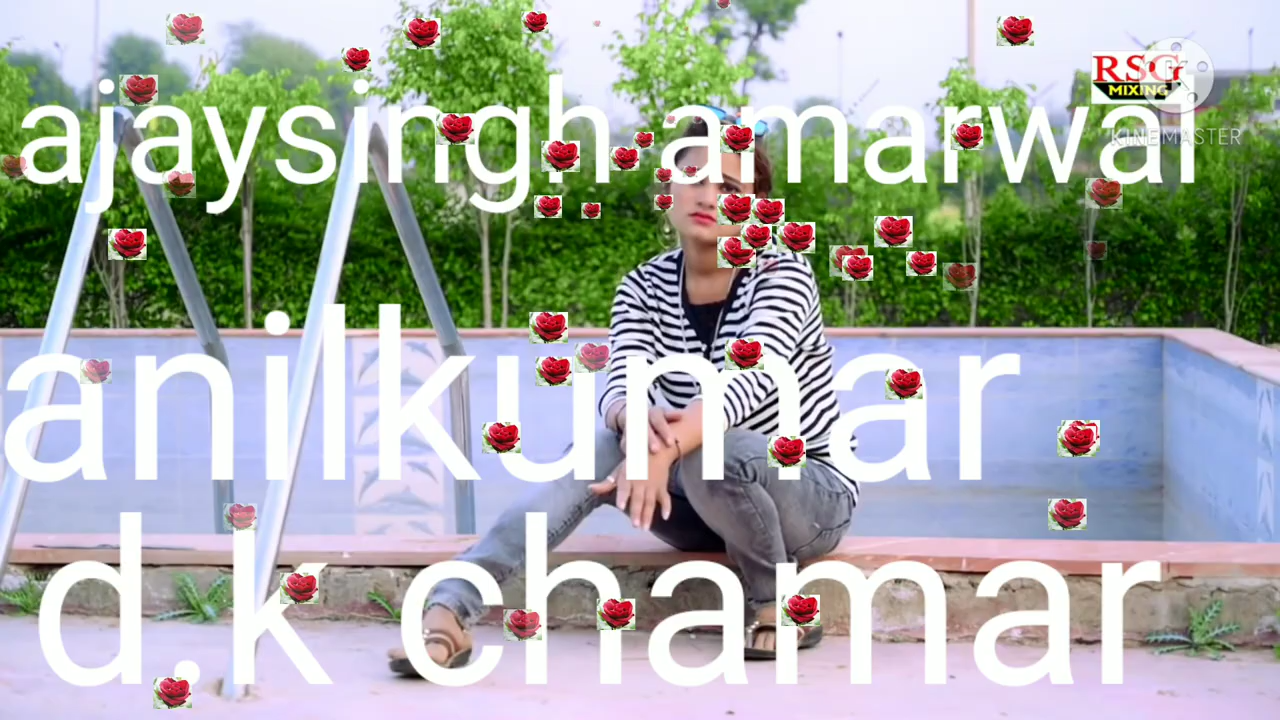 RSG
MIXING
KINEMASTER
ajaysingh amarwal
anilkumar
d.k chamar